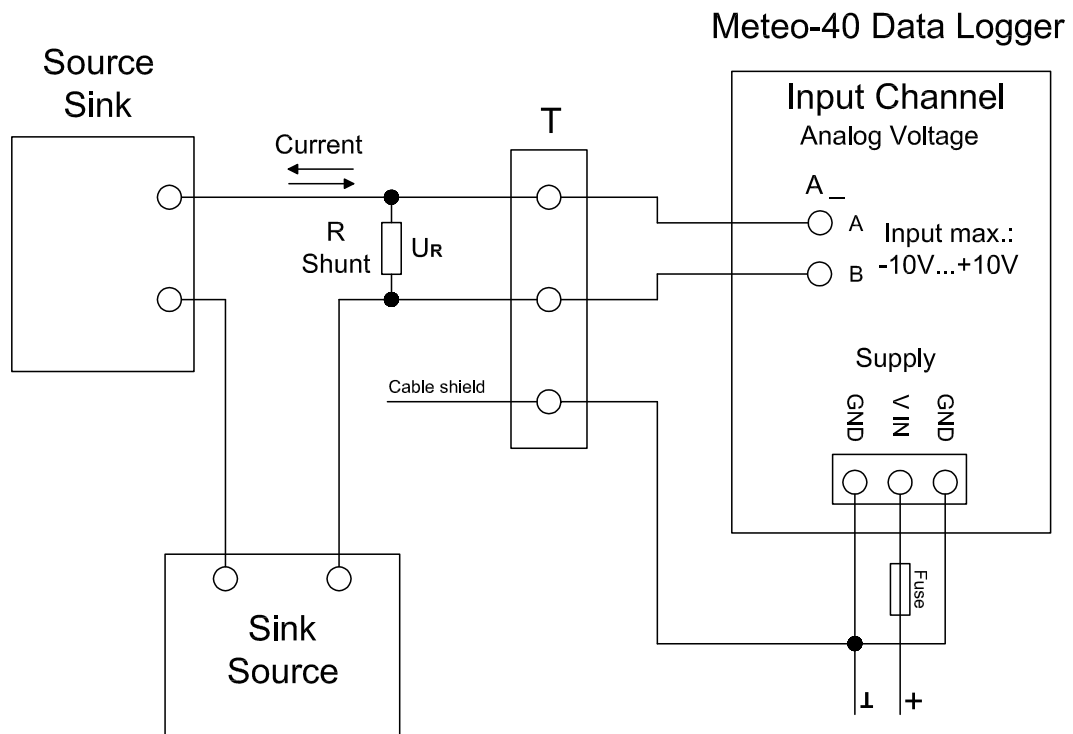 Meteo-40 Data Logger
Source
Sink
Input Channel
Analog Voltage
T
Current
A _
A
Input max.:
-10V...+10V
B
R
Shunt
UR
Supply
Cable shield
GND
V IN
GND
Fuse
Sink
Source
+